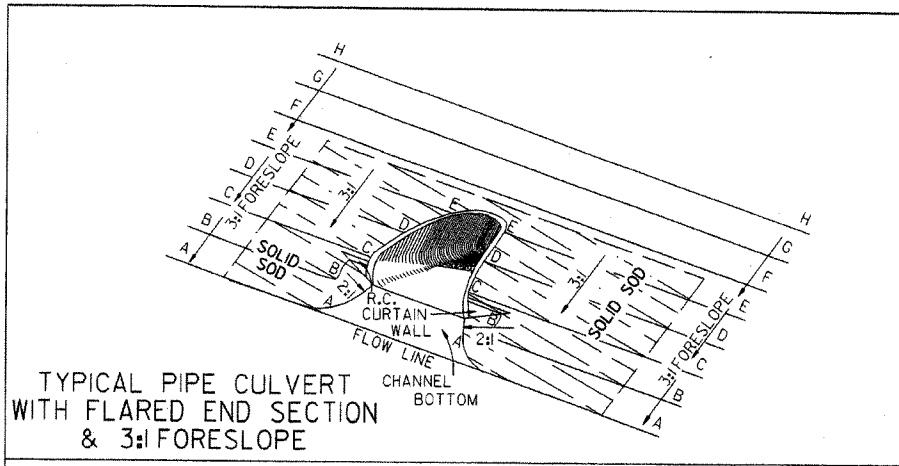 H
G
F
E
D
C
B
A
3:1 FORESLOPE
3:1
SOLID
SOD
E
E
D
D
C
C
B
B
A
A
2:1
2:1
R.C.
CURTAIN
WALL
FLOW LINE
CHANNEL
BOTTOM
3:1
SOLID SOD
3:1 FORESLOPE
H
G
F
E
D
C
B
A
TYPICAL PIPE CULVERT
WITH FLARED END SECTION
& 3:1 FORESLOPE